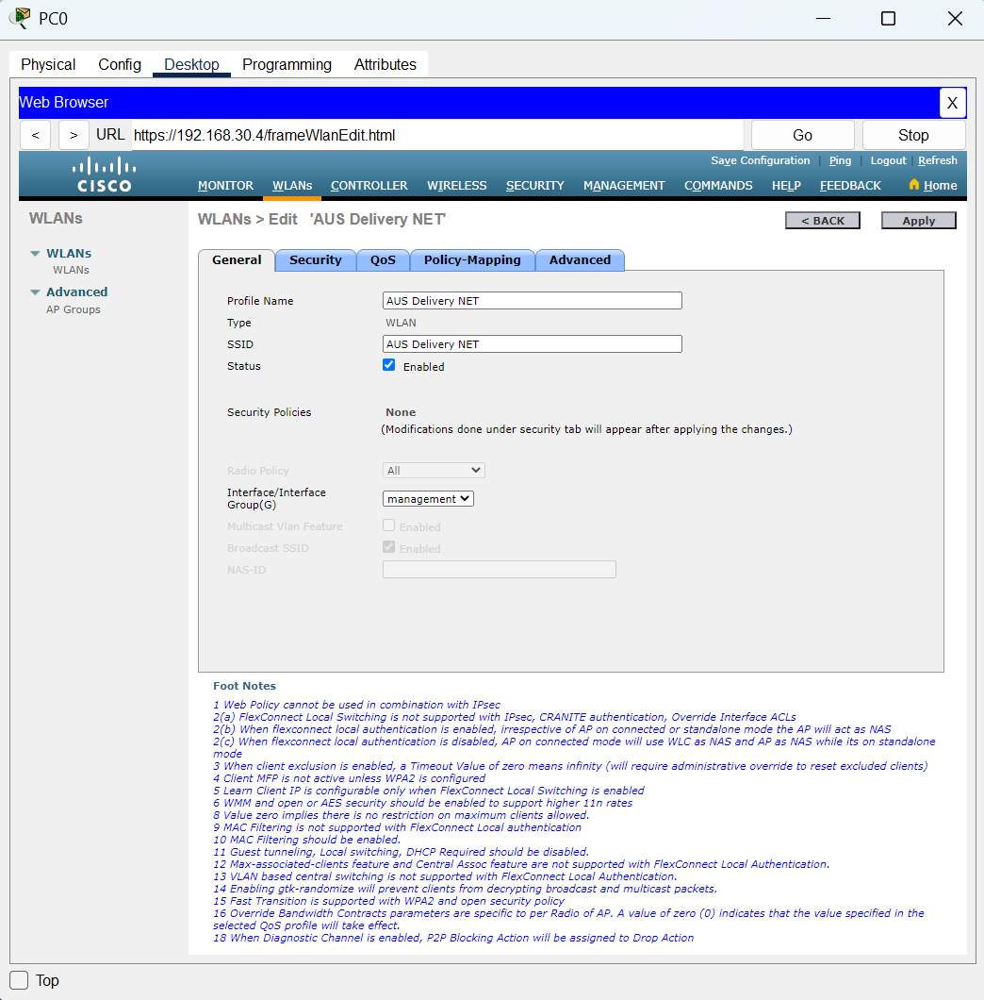 PC0
Physical Config Desktop Programming Attributes
Web Browser X
< > URL https://192.168.30.4/frameWlanEdit.html Go Stop
Save Configuration Ping Logout Refresh
CISCO MONITOR WLANs CONTROLLER WIRELESS SECURITY MANAGEMENT COMMANDS HELP FEEDBACK Home
WLANs
WLANs
WLANs
Advanced
AP Groups
WLANs > Edit 'AUS Delivery NET' < BACK Apply
General Security QoS Policy-Mapping Advanced
Profile Name AUS Delivery NET
Type WLAN
SSID AUS Delivery NET
Status Enabled
Security Policies None
(Modifications done under security tab will appear after applying the changes.)
Radio Policy All
Interface/Interface
Group(G) management
Multicast Vlan Feature Enabled
Broadcast SSID Enabled
NAS-ID
Foot Notes
1 Web Policy cannot be used in combination with IPsec
2(a) FlexConnect Local Switching is not supported with IPsec, CRANITE authentication, Override Interface ACLs
2(b) When flexconnect local authentication is enabled, irrespective of AP on connected or standalone mode the AP will act as NAS
2(c) When flexconnect local authentication is disabled, AP on connected mode will use WLC as NAS and AP as NAS while its on standalone
mode
3 When client exclusion is enabled, a Timeout Value of zero means infinity (will require administrative override to reset excluded clients)
4 Client MFP is not active unless WPA2 is configured
5 Learn Client IP is configurable only when FlexConnect Local Switching is enabled
6 WMM and open or AES security should be enabled to support higher 11n rates
8 Value zero implies there is no restriction on maximum clients allowed.
9 MAC Filtering is not supported with FlexConnect Local authentication
10 MAC Filtering should be enabled.
11 Guest tunneling, Local switching, DHCP Required should be disabled.
12 Max-associated-clients feature and Central Assoc feature are not supported with FlexConnect Local Authentication.
13 VLAN based central switching is not supported with FlexConnect Local Authentication.
14 Enabling gtk-randomize will prevent clients from decrypting broadcast and multicast packets.
15 Fast Transition is supported with WPA2 and open security policy
16 Override Bandwidth Contracts parameters are specific to per Radio of AP. A value of zero (0) indicates that the value specified in the
selected QoS profile will take effect.
18 When Diagnostic Channel is enabled, P2P Blocking Action will be assigned to Drop Action
Top